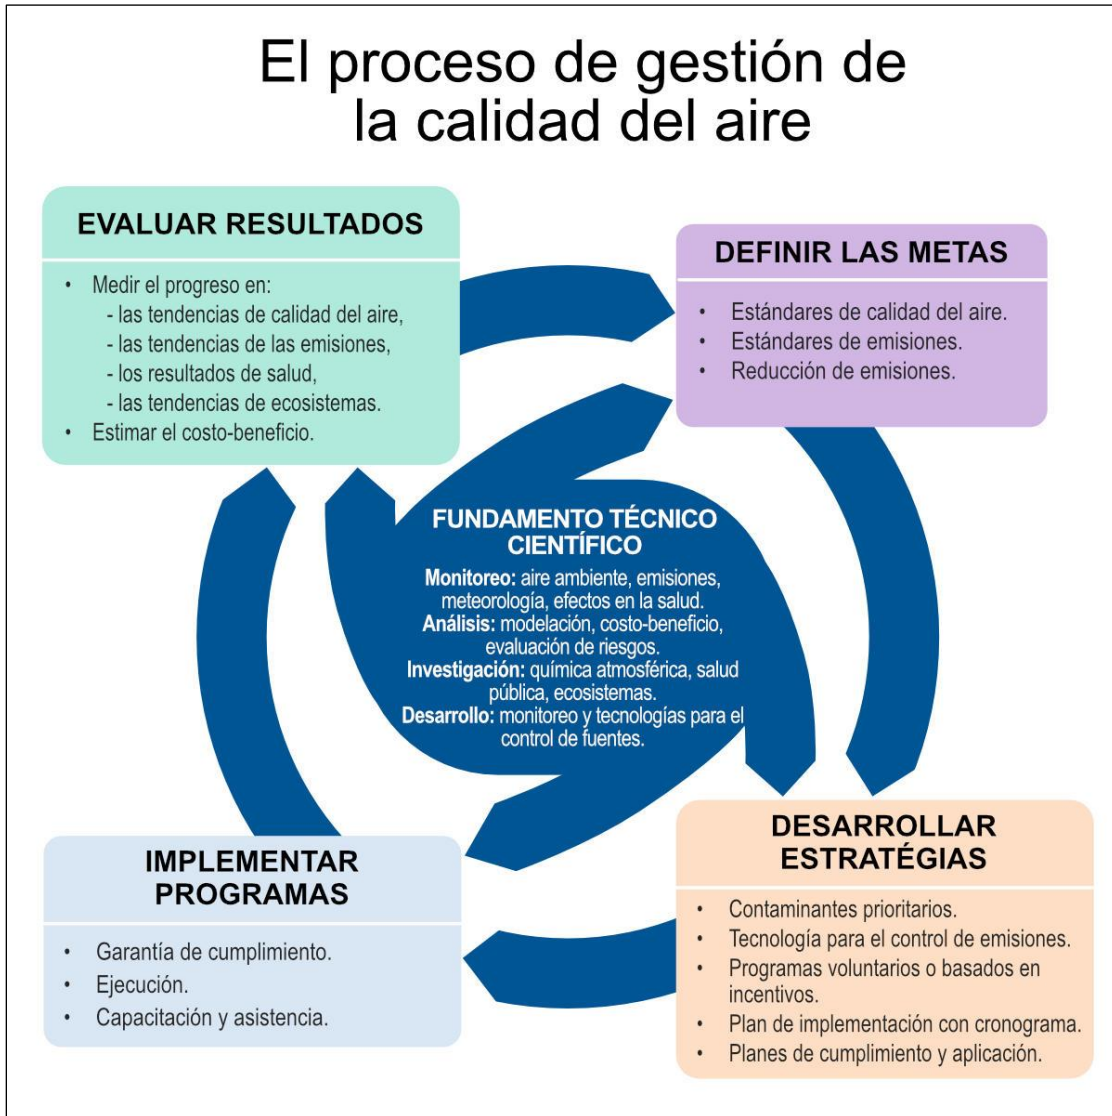 El proceso de gestión de
la calidad del aire
EVALUAR RESULTADOS
• Medir el progreso en:
- las tendencias de calidad del aire,
- las tendencias de las emisiones,
- los resultados de salud,
- las tendencias de ecosistemas.
• Estimar el costo-beneficio.
DEFINIR LAS METAS
• Estándares de calidad del aire.
• Estándares de emisiones.
• Reducción de emisiones.
FUNDAMENTO TÉCNICO
CIENTÍFICO
Monitoreo: aire ambiente, emisiones,
meteorología, efectos en la salud.
Análisis: modelación, costo-beneficio,
evaluación de riesgos.
Investigación: química atmosférica, salud
pública, ecosistemas.
Desarrollo: monitoreo y tecnologías para el
control de fuentes.
IMPLEMENTAR
PROGRAMAS
• Garantía de cumplimiento.
• Ejecución.
• Capacitación y asistencia.
DESARROLLAR
ESTRATÉGIAS
• Contaminantes prioritarios.
• Tecnología para el control de emisiones.
• Programas voluntarios o basados en
incentivos.
• Plan de implementación con cronograma.
• Planes de cumplimiento y aplicación.